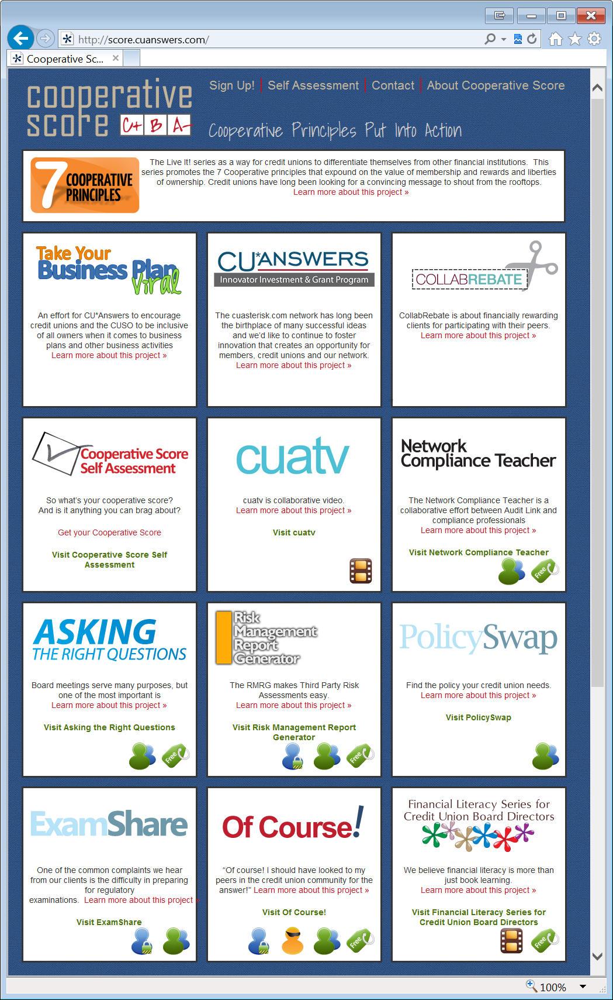 http://score.cuanswers.com/
Cooperative Sc...
cooperative
score C+ B A-
Sign Up! Self Assessment Contact About Cooperative Score
Cooperative Principles Put Into Action
7 COOPERATIVE
PRINCIPLES
The Live It! series as a way for credit unions to differentiate themselves from other financial institutions. This
series promotes the 7 Cooperative principles that expound on the value of membership and rewards and liberties
of ownership. Credit unions have long been looking for a convincing message to shout from the rooftops.
Learn more about this project »
Take Your
Business Plan
Viral
An effort for CU*Answers to encourage
credit unions and the CUSO to be inclusive
of all owners when it comes to business
plans and other business activities
Learn more about this project »
CU*ANSWERS
Innovator Investment & Grant Program
The cuasterisk.com network has long been
the birthplace of many successful ideas
and we'd like to continue to foster
innovation that creates an opportunity for
members, credit unions and our network.
Learn more about this project »
COLLABREBATE
CollabRebate is about financially rewarding
clients for participating with their peers.
Learn more about this project »
Cooperative Score
Self Assessment
So what's your cooperative score?
And is it anything you can brag about?
Get your Cooperative Score
Visit Cooperative Score Self
Assessment
cuatv
cuatv is collaborative video.
Learn more about this project »
Visit cuatv
Network
Compliance Teacher
The Network Compliance Teacher is a
collaborative effort between Audit Link and
compliance professionals
Learn more about this project »
Visit Network Compliance Teacher
Free
ASKING
THE RIGHT QUESTIONS
Board meetings serve many purposes, but
one of the most important is
Learn more about this project »
Visit Asking the Right Questions
Free
Risk
Management
Report
Generator
The RMRG makes Third Party Risk
Assessments easy.
Learn more about this project »
Visit Risk Management Report
Generator
Free
PolicySwap
Find the policy your credit union needs.
Learn more about this project »
Visit PolicySwap
ExamShare
One of the common complaints we hear
from our clients is the difficulty in preparing
for regulatory
examinations. Learn more about this project »
Visit ExamShare
Of Course!
“Of course! I should have looked to my
peers in the credit union community for the
answer!” Learn more about this project »
Visit Of Course!
Free
Financial Literacy Series for
Credit Union Board Directors
We believe financial literacy is more than
just book learning.
Learn more about this project »
Visit Financial Literacy Series for
Credit Union Board Directors
Free
100%